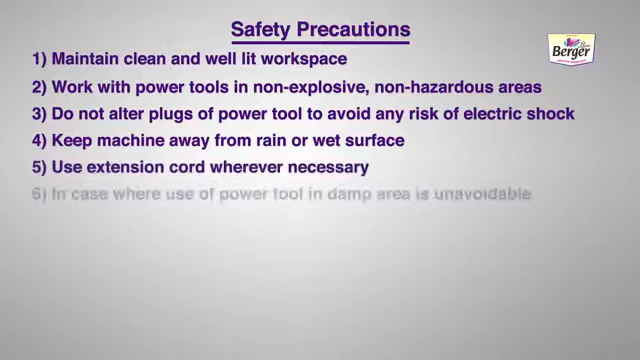 Safety Precautions
Berger
1) Maintain clean and well lit workspace
2) Work with power tools in non-explosive, non-hazardous areas
3) Do not alter plugs of power tool to avoid any risk of electric shock
4) Keep machine away from rain or wet surface
5) Use extension cord wherever necessary
6) In case where use of power tool in damp area is unavoidable